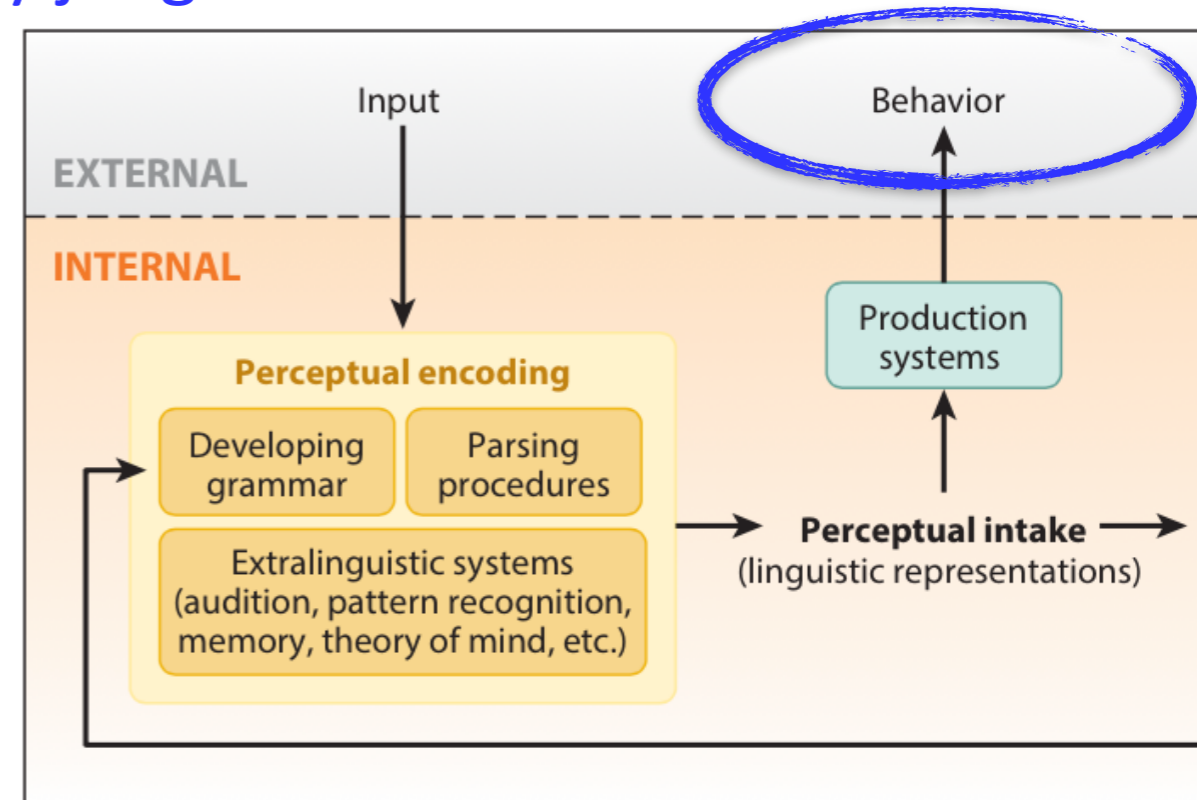 Input
Behavior
EXTERNAL
INTERNAL
Production
systems
Perceptual encoding
Developing
grammar
Parsing
procedures
Extralinguistic systems
(audition, pattern recognition,
memory, theory of mind, etc.)
Perceptual intake
(linguistic representations)